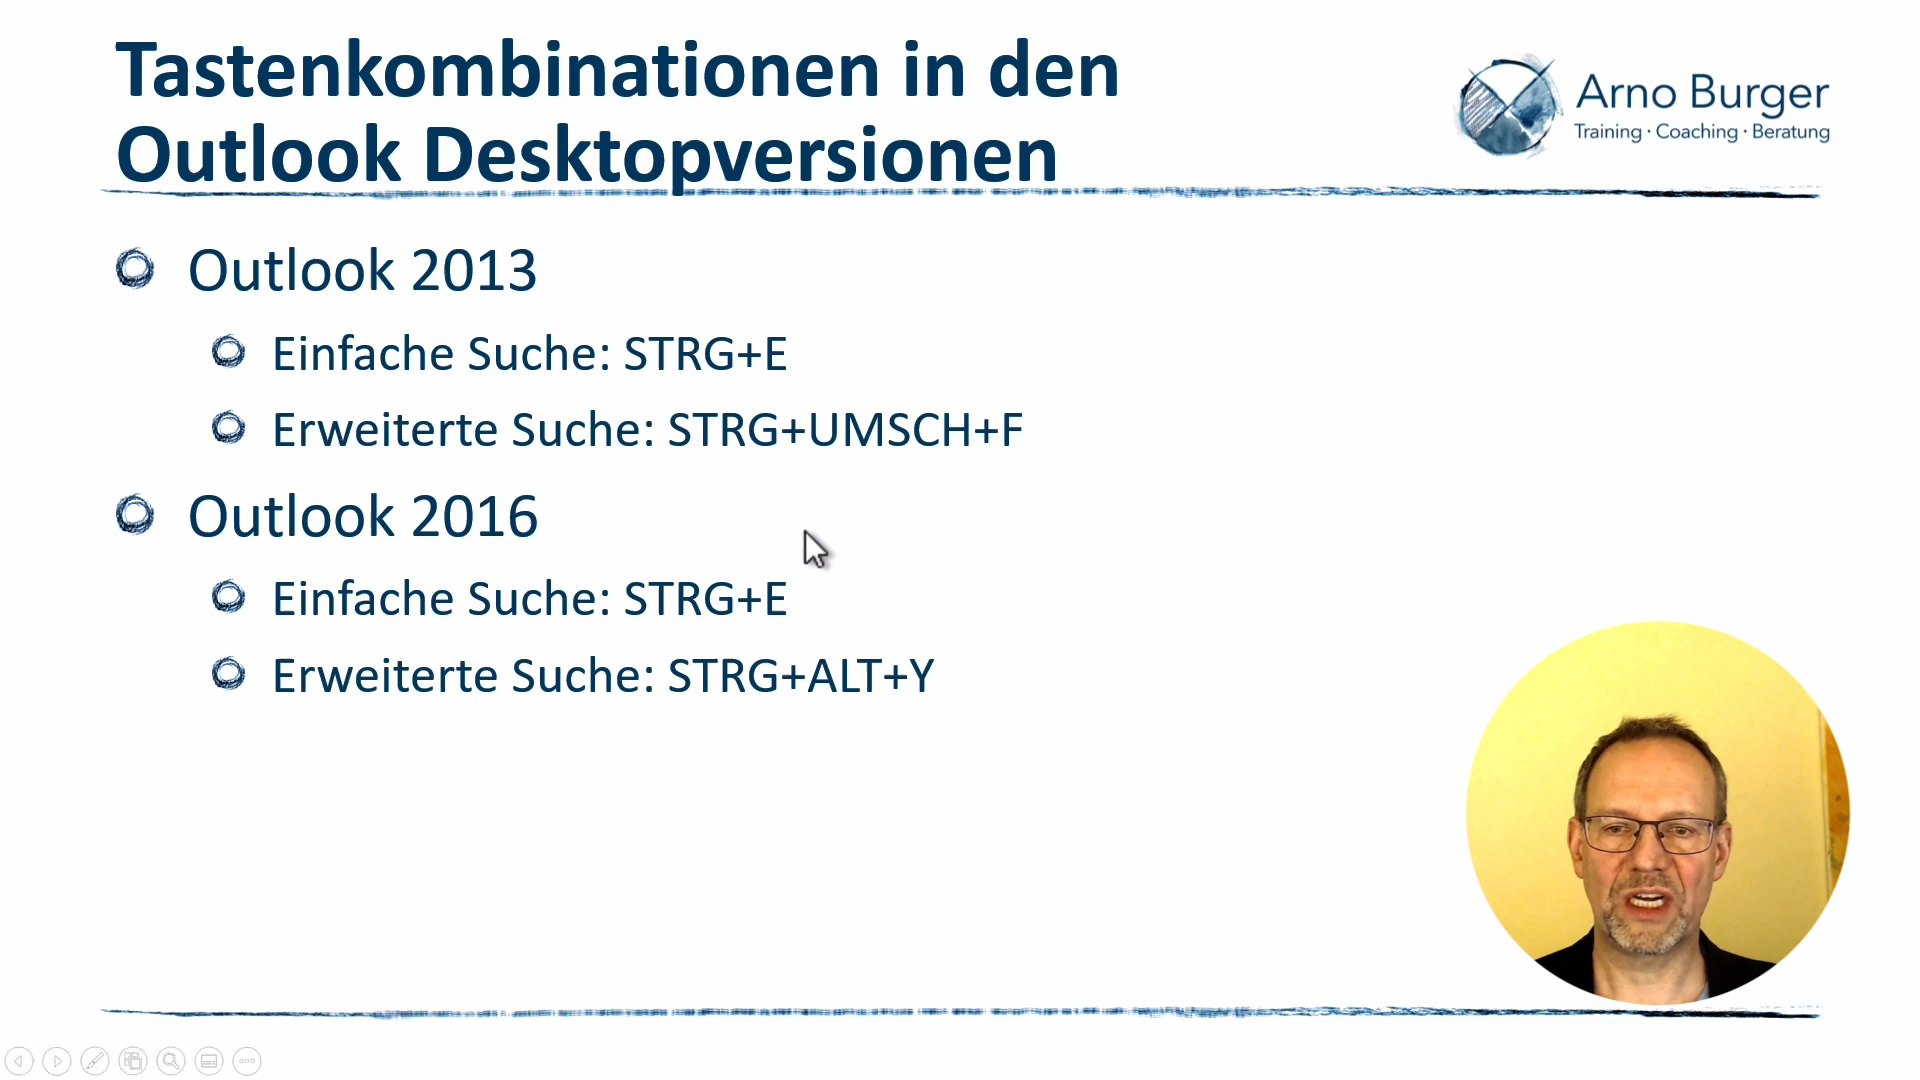 Tastenkombinationen in den
Outlook Desktopversionen
Arno Burger
Training · Coaching · Beratung
Outlook 2013
Einfache Suche: STRG+E
Erweiterte Suche: STRG+UMSCH+F
Outlook 2016
Einfache Suche: STRG+E
Erweiterte Suche: STRG+ALT+Y